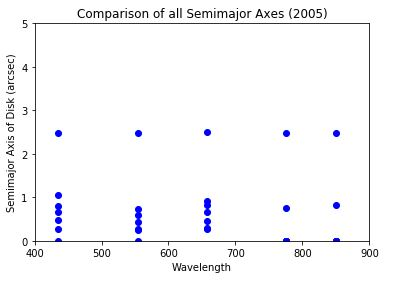 Comparison of all Semimajor Axes (2005)
Semimajor Axis of Disk (arcsec)
5
4
3
2
1
0
400 500 600 700 800 900
Wavelength